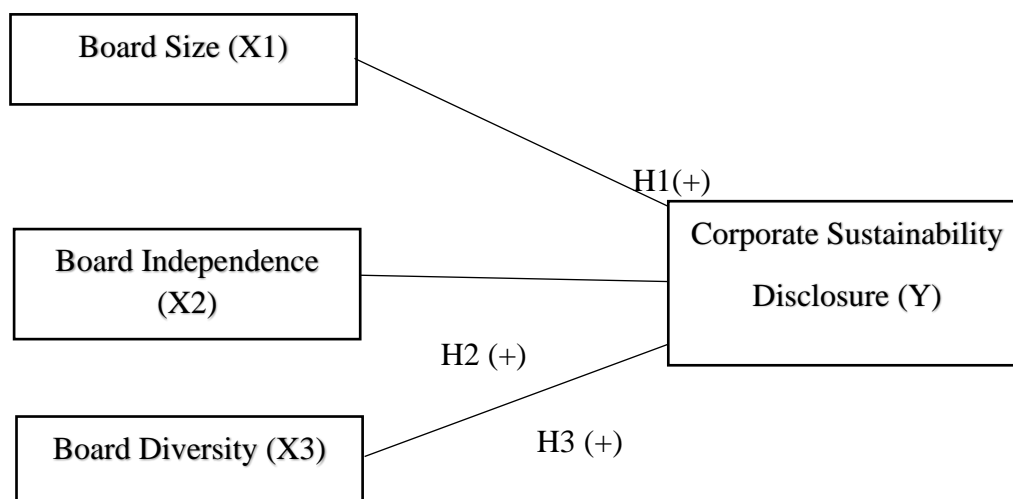 Board Size (X1)
H1(+)
Corporate Sustainability
Disclosure (Y)
Board Independence
(X2)
H2 (+)
Board Diversity (X3)
H3 (+)